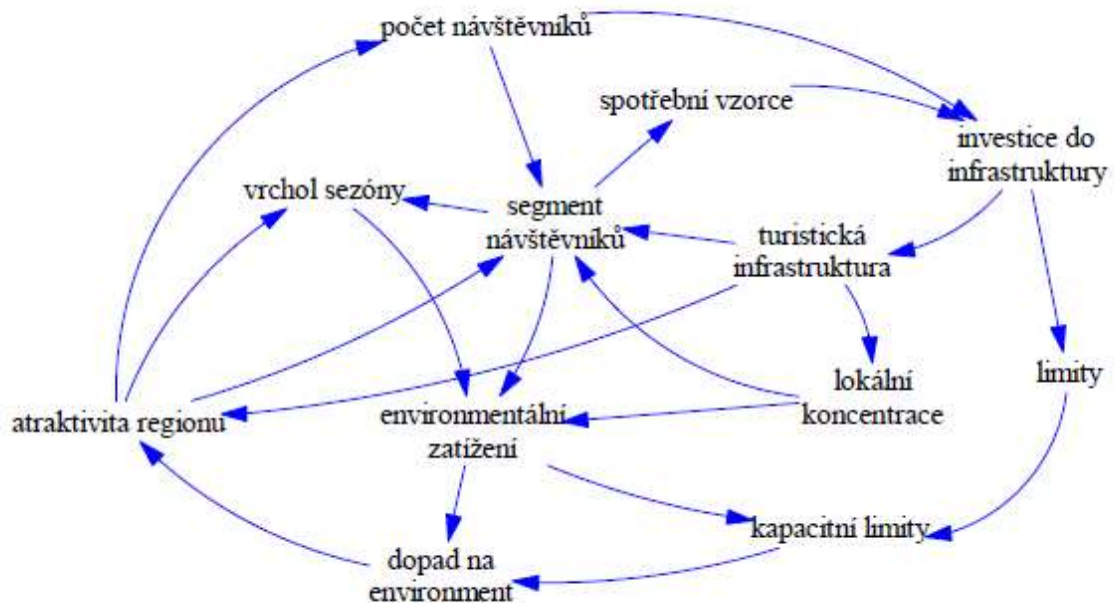 počet návštěvníků
spotřební vzorce
investice do
infrastruktury
vrchol sezóny
segment
návštěvníků
turistická
infrastruktura
lokální
koncentrace
limity
atraktivita regionu
environmentální
zatížení
kapacitní limity
dopad na
environment